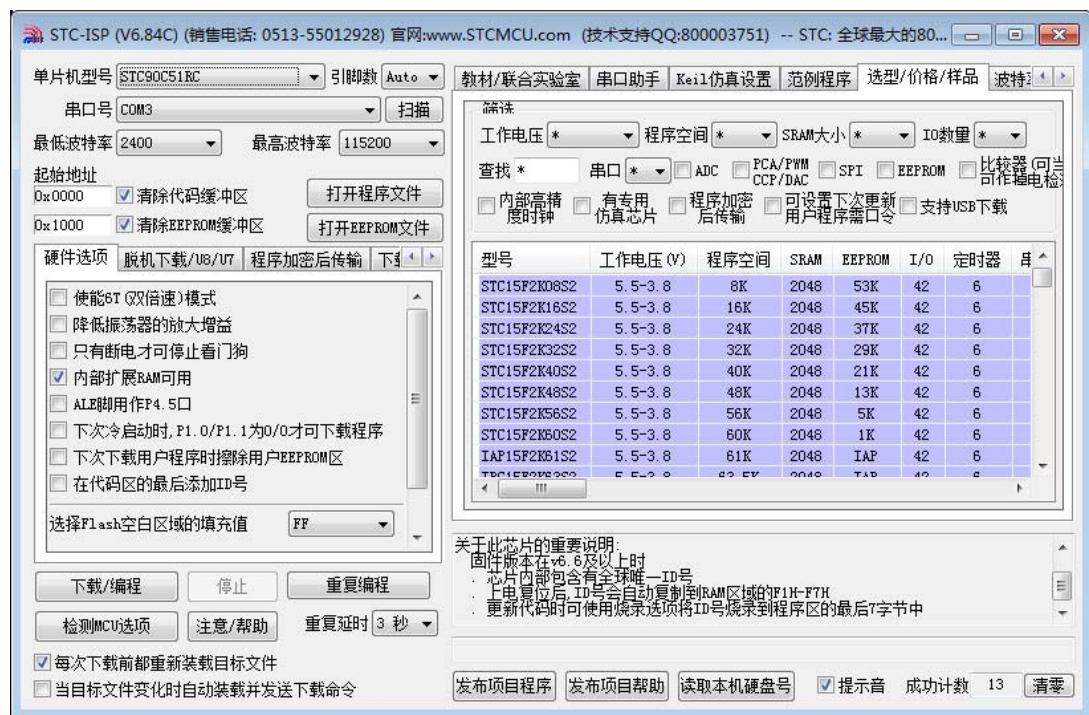 STC-ISP (V6.84C) (销售电话: 0513-55012928) 官网:www.STCMCU.com (技术支持QQ:800003751) -- STC: 全球最大的80...
单片机型号 STC90C51RC 引脚数 Auto
串口号 COM3 扫描
最低波特率 2400 最高波特率 115200
起始地址
0x0000 清除代码缓冲区 打开程序文件
0x1000 清除EEPROM缓冲区 打开EEPROM文件
硬件选项 脱机下载/U8/U7 程序加密后传输
使能6T(双倍速)模式
降低振荡器的放大增益
只有断电才可停止看门狗
内部扩展RAM可用
ALE脚用作P4.5口
下次冷启动时,P1.0/P1.1为0/0才可下载程序
下次下载用户程序时擦除用户EEPROM区
在代码区的最后添加ID号
选择Flash空白区域的填充值 FF
下载/编程 停止 重复编程
检测MCU选项 注意/帮助 重复延时 3 秒
每次下载前都重新装载目标文件
当目标文件变化时自动装载并发送下载命令
教材/联合实验室 串口助手 Keil仿真设置 范例程序 选型/价格/样品 波特
筛选
工作电压 * 程序空间 * SRAM大小 * IO数量 *
查找 * 串口 * ADC PCA/PWM CCP/DAC SPI EEPROM 比较器(可当
内部高精度时钟 有专用仿真芯片 程序加密后传输 可设置下次更新用户程序需口令 支持USB下载
型号 工作电压(V) 程序空间 SRAM EEPROM I/O 定时器 串
STC15F2K08S2 5.5-3.8 8K 2048 53K 42 6
STC15F2K16S2 5.5-3.8 16K 2048 45K 42 6
STC15F2K24S2 5.5-3.8 24K 2048 37K 42 6
STC15F2K32S2 5.5-3.8 32K 2048 29K 42 6
STC15F2K40S2 5.5-3.8 40K 2048 21K 42 6
STC15F2K48S2 5.5-3.8 48K 2048 13K 42 6
STC15F2K56S2 5.5-3.8 56K 2048 5K 42 6
STC15F2K60S2 5.5-3.8 60K 2048 1K 42 6
IAP15F2K61S2 5.5-3.8 61K 2048 IAP 42 6
关于此芯片的重要说明:
固件版本在v6.6及以上时
. 芯片内部包含有全球唯一ID号
. 上电复位后,ID号会自动复制到RAM区域的F1H-F7H
. 更新代码时可使用烧录选项将ID号烧录到程序区的最后7字节中
发布项目程序 发布项目帮助 读取本机硬盘号 提示音 成功计数 13 清零